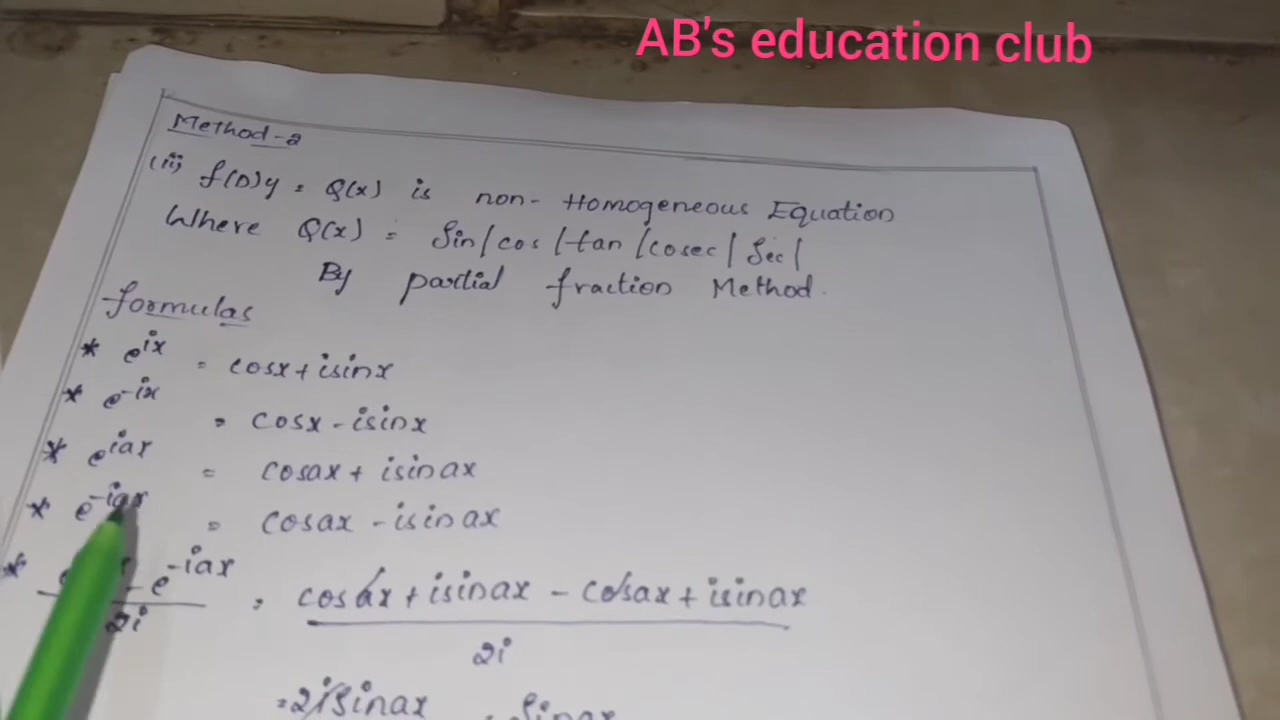 AB's education club
Method-2
(ii) f(D)y = Q(x) is non-Homogeneous Equation
Where Q(x) = Sin/cos/tan/cosec/Sec/
By partial fraction Method.
formulas
* e^ix = cosx + isinx
* e^-ix = cosx - isinx
* e^iax = cosax + isinax
* e^-iax = cosax - isinax
* - e^-iax / 2i = cosax + isinax - cosax + isinax / 2i
= 2isinax = Sinax